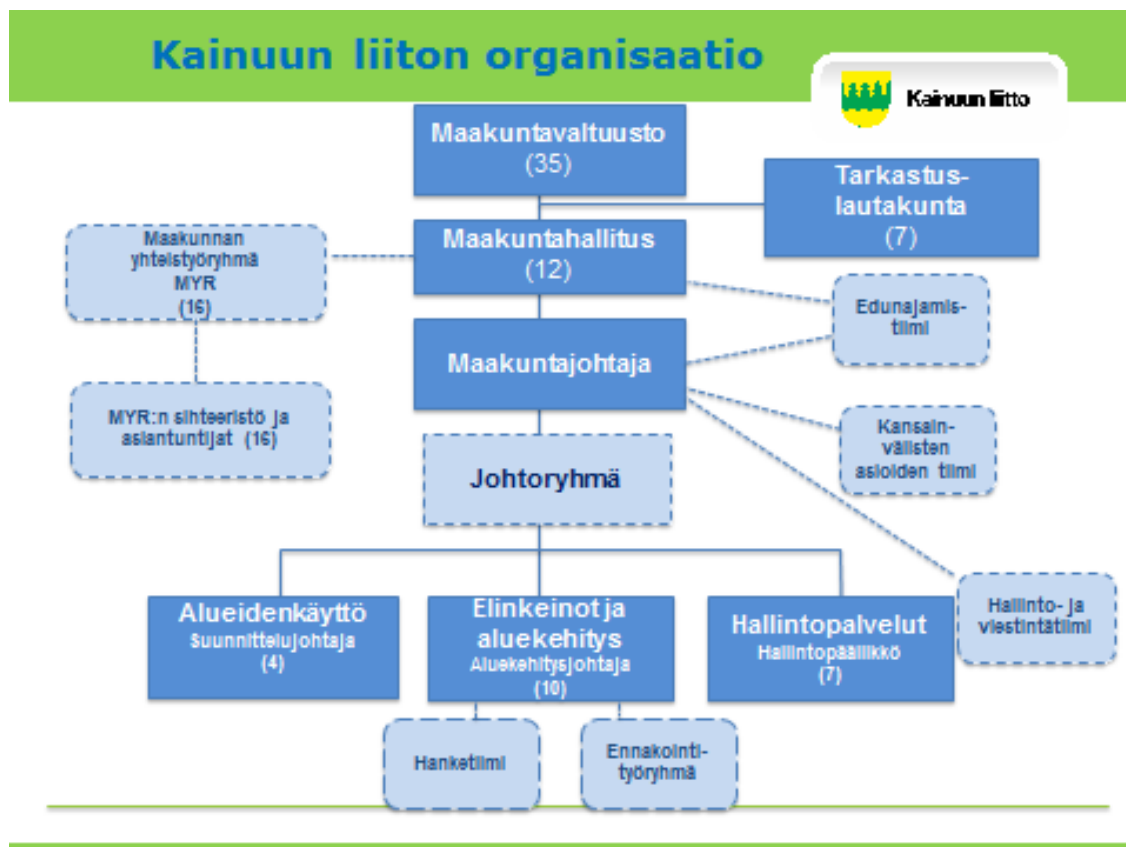 Kainuun liiton organisaatio
Kainuun liitto
Maakuntavaltuusto
(35)
Tarkastus-
lautakunta
(7)
Maakuntahallitus
(12)
Maakunnan
yhteistyöryhmä
MYR
(16)
Edunajamis-
tiimi
Maakuntajohtaja
MYR:n sihteeristö ja
asiantuntijat (16)
Kansain-
välisten
asioiden tiimi
Johtoryhmä
Hallinto- ja
viestintätiimi
Alueidenkäyttö
Suunnittelujohtaja
(4)
Elinkeinot ja
aluekehitys
Aluekehitysjohtaja
(10)
Hallintopalvelut
Hallintopäällikkö
(7)
Hanketiimi
Ennakointi-
työryhmä